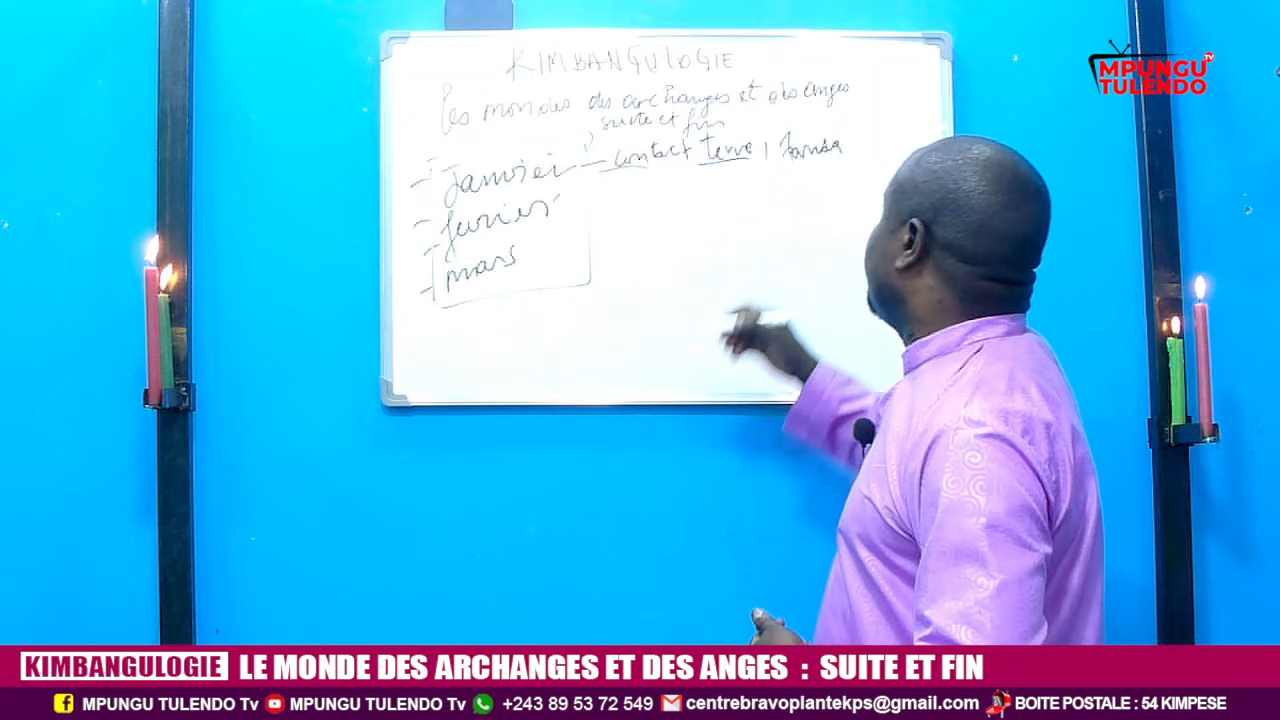 KIMBANGULOGIE
les mondes des archanges et des anges
suite et fin
- Janvier — contact terre |
- fevrier
- mars
MPUNGU TV
TULENDO
KIMBANGULOGIE LE MONDE DES ARCHANGES ET DES ANGES : SUITE ET FIN
MPUNGU TULENDO Tv MPUNGU TULENDO Tv +243 89 53 72 549 centrebravoplantekps@gmail.com BOITE POSTALE : 54 KIMPESE